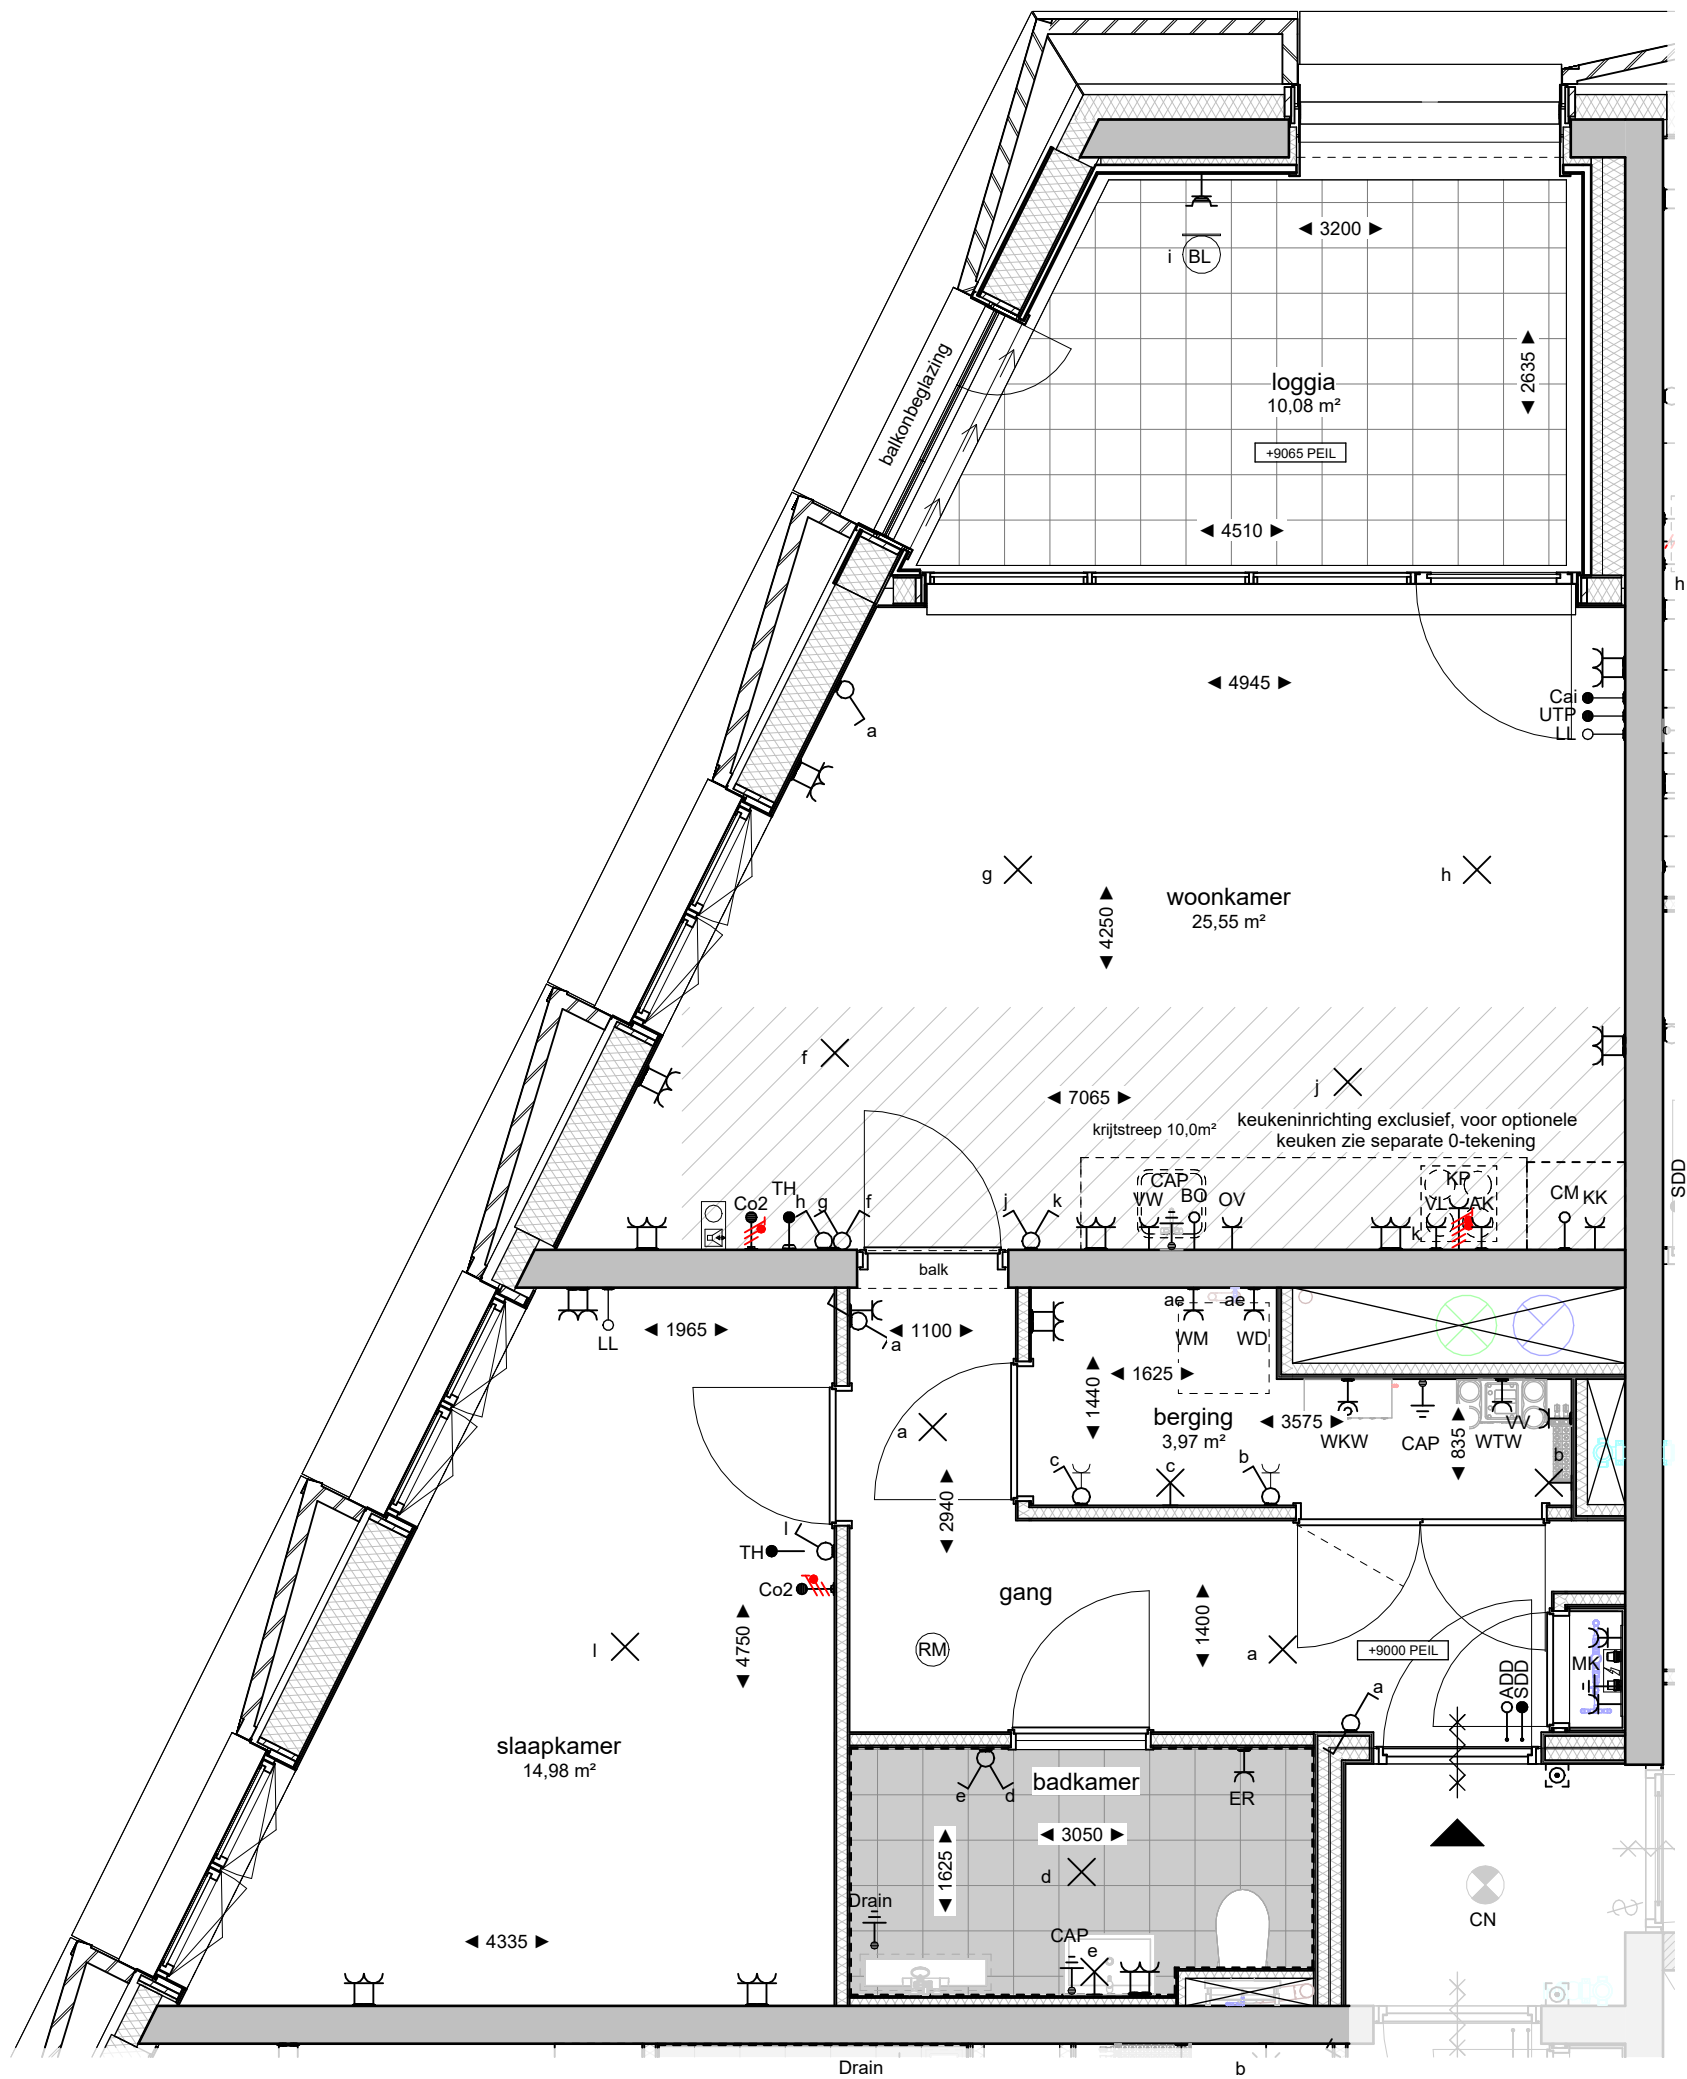 3200
i
BL
balkonbeglazing
loggia
10,08 m²
2635
+9065 PEIL
4510
h
4945
Cai
UTP
LL
a
g
h
woonkamer
25,55 m²
4250
f
j
7065
krijtstreep 10,0m²
keukeninrichting exclusief, voor optionele
keuken zie separate 0-tekening
SDD
Co2
TH
h
g
f
j
k
VW
CAP
BO
OV
KP
VL
AK
k
CM
KK
balk
LL
1965
a
1100
ae
ae
WM
WD
1440
1625
berging
3,97 m²
3575
WKW
CAP
835
WTW
VV
a
c
c
b
b
2940
l
TH
Co2
gang
4750
l
RM
1400
a
+9000 PEIL
ADD
SDD
MK
a
slaapkamer
14,98 m²
e
d
badkamer
ER
1625
3050
d
Drain
CAP
e
CN
4335
Drain
b